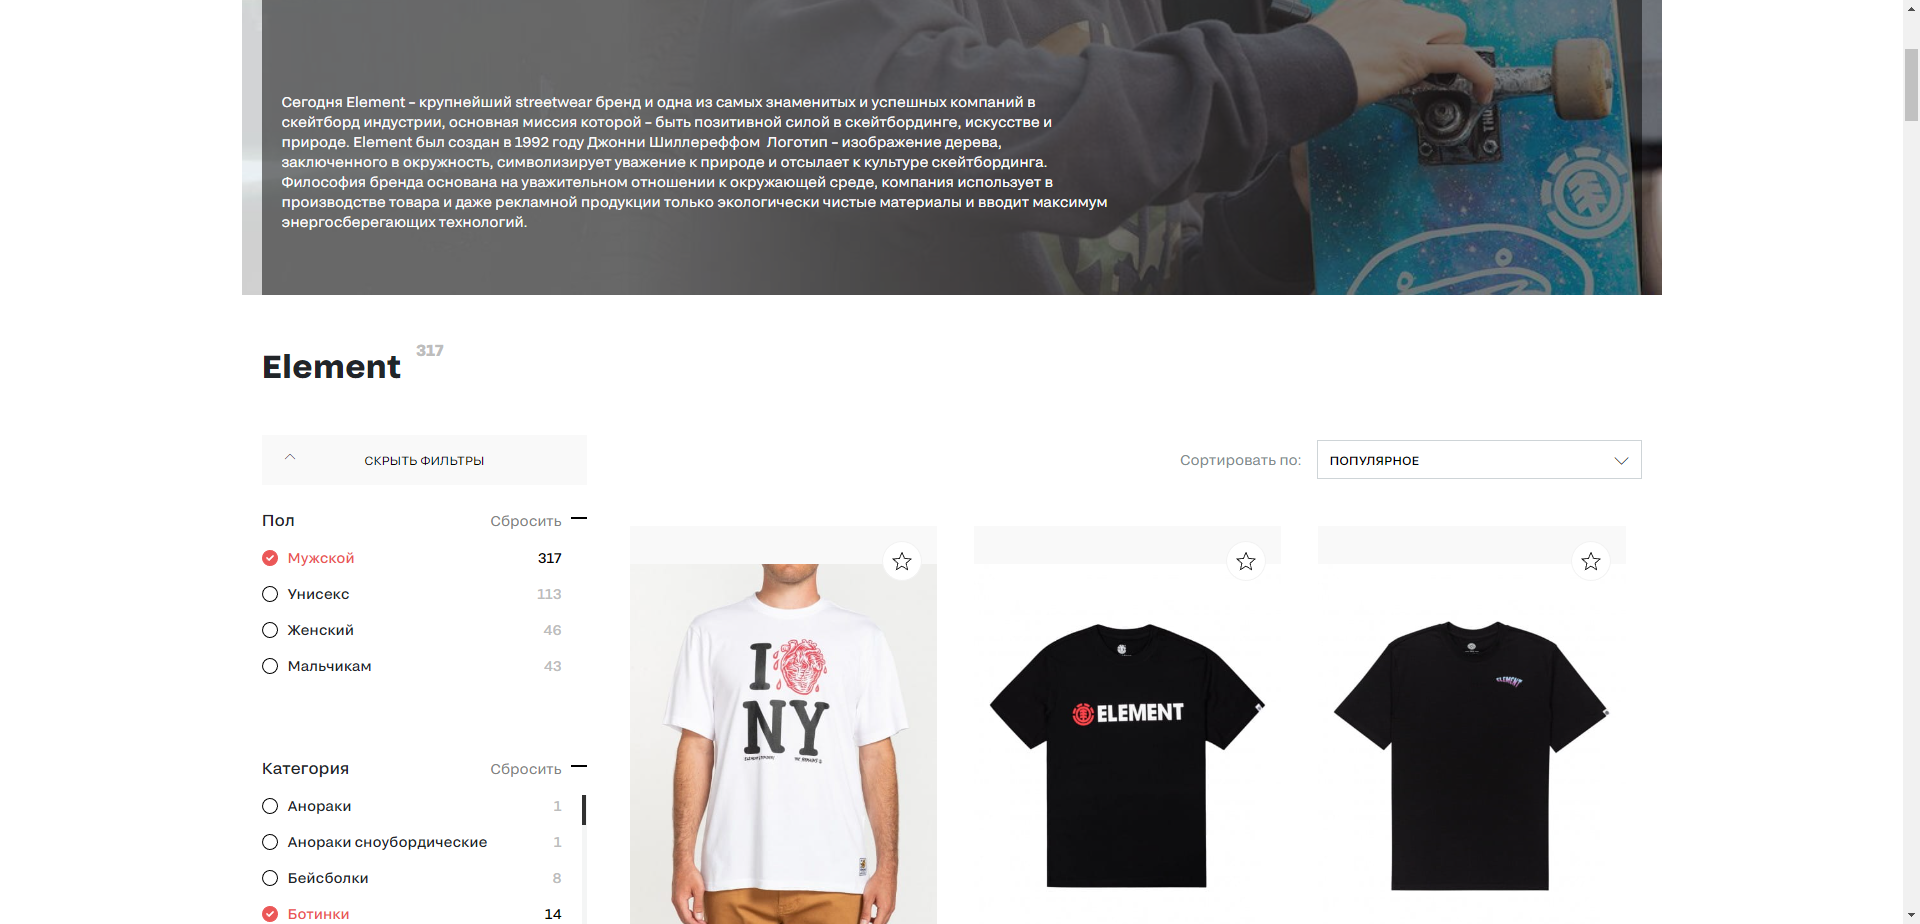 Сегодня Element – крупнейший streetwear бренд и одна из самых знаменитых и успешных компаний в
скейтборд индустрии, основная миссия которой – быть позитивной силой в скейтбординге, искусстве и
природе. Element был создан в 1992 году Джонни Шиллереффом  Логотип – изображение дерева,
заключенного в окружность, символизирует уважение к природе и отсылает к культуре скейтбординга.
Философия бренда основана на уважительном отношении к окружающей среде, компания использует в
производстве товара и даже рекламной продукции только экологически чистые материалы и вводит максимум
энергосберегающих технологий.
Element 317
СКРЫТЬ ФИЛЬТРЫ
Сортировать по: ПОПУЛЯРНОЕ
Пол Сбросить
Мужской 317
Унисекс 113
Женский 46
Мальчикам 43
Категория Сбросить
Анораки 1
Анораки сноубордические 1
Бейсболки 8
Ботинки 14
I
NY
ELEMENT
ELEMENT